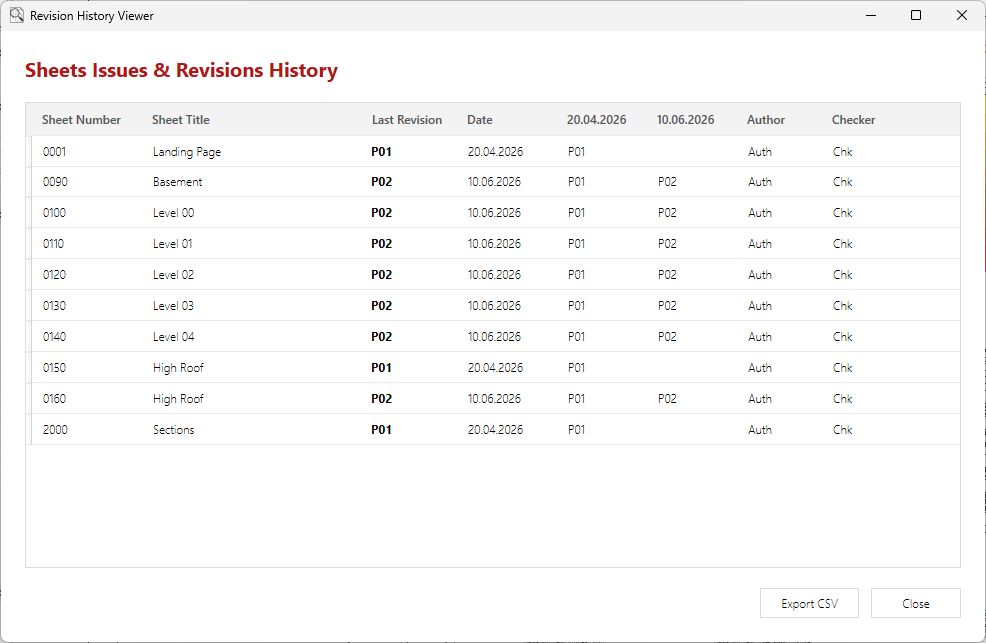 Revision History Viewer
Sheets Issues & Revisions History
Sheet Number Sheet Title Last Revision Date 20.04.2026 10.06.2026 Author Checker
0001 Landing Page P01 20.04.2026 P01 Auth Chk
0090 Basement P02 10.06.2026 P01 P02 Auth Chk
0100 Level 00 P02 10.06.2026 P01 P02 Auth Chk
0110 Level 01 P02 10.06.2026 P01 P02 Auth Chk
0120 Level 02 P02 10.06.2026 P01 P02 Auth Chk
0130 Level 03 P02 10.06.2026 P01 P02 Auth Chk
0140 Level 04 P02 10.06.2026 P01 P02 Auth Chk
0150 High Roof P01 20.04.2026 P01 Auth Chk
0160 High Roof P02 10.06.2026 P01 P02 Auth Chk
2000 Sections P01 20.04.2026 P01 Auth Chk
Export CSV Close